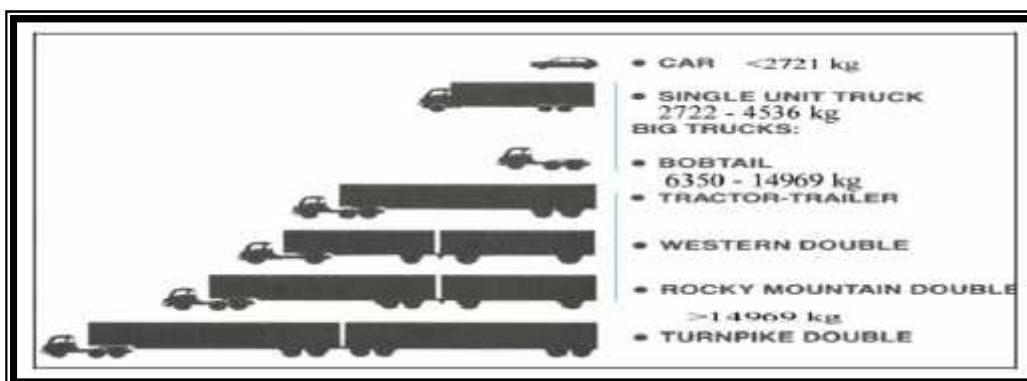 • CAR <2721 kg
• SINGLE UNIT TRUCK
2722 - 4536 kg
BIG TRUCKS:
• BOBTAIL
6350 - 14969 kg
• TRACTOR-TRAILER
• WESTERN DOUBLE
• ROCKY MOUNTAIN DOUBLE
>14969 kg
• TURNPIKE DOUBLE